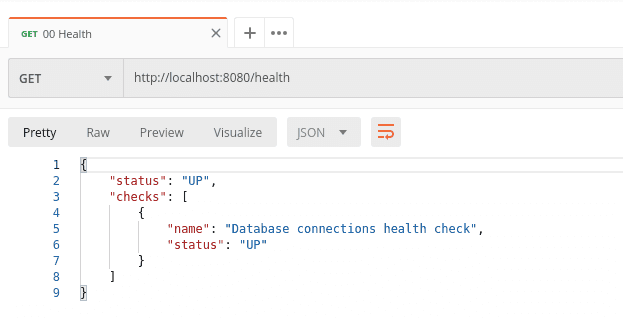 GET 00 Health
GET http://localhost:8080/health
Pretty Raw Preview Visualize JSON
1 {
2 "status": "UP",
3 "checks": [
4 {
5 "name": "Database connections health check",
6 "status": "UP"
7 }
8 ]
9 }